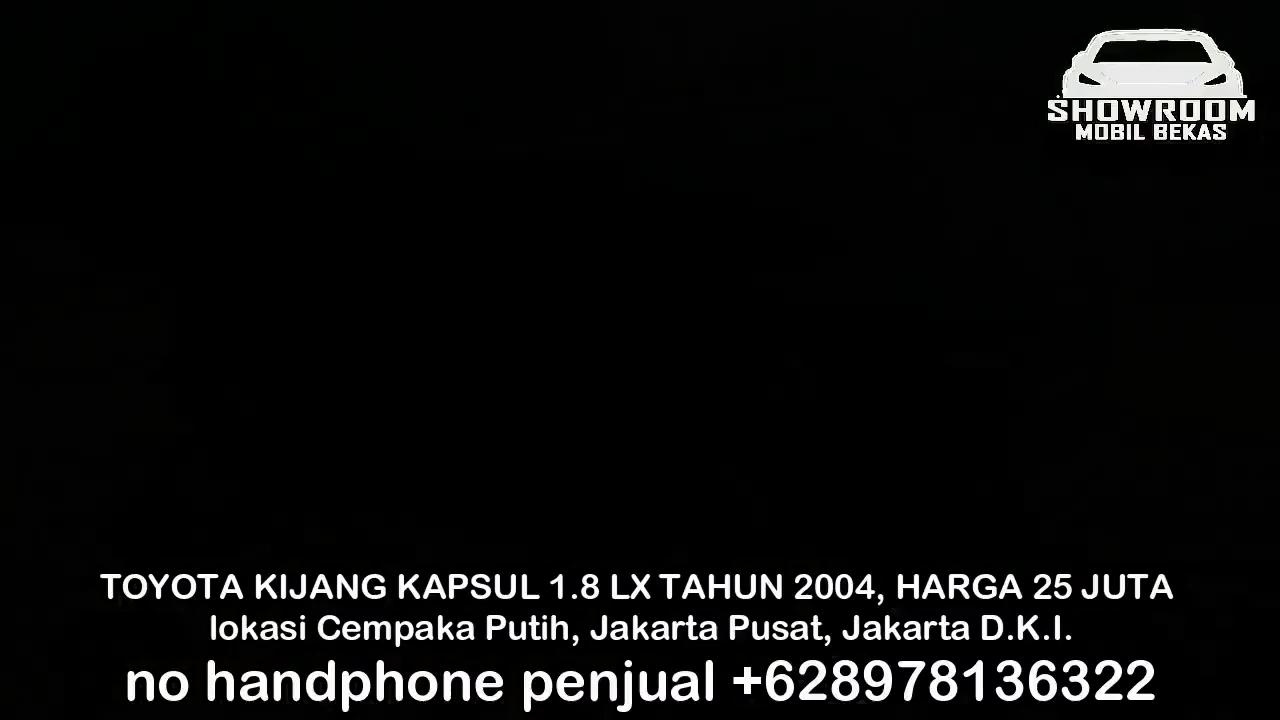 SHOWROOM
MOBIL BEKAS
TOYOTA KIJANG KAPSUL 1.8 LX TAHUN 2004, HARGA 25 JUTA
lokasi Cempaka Putih, Jakarta Pusat, Jakarta D.K.I.
no handphone penjual +628978136322